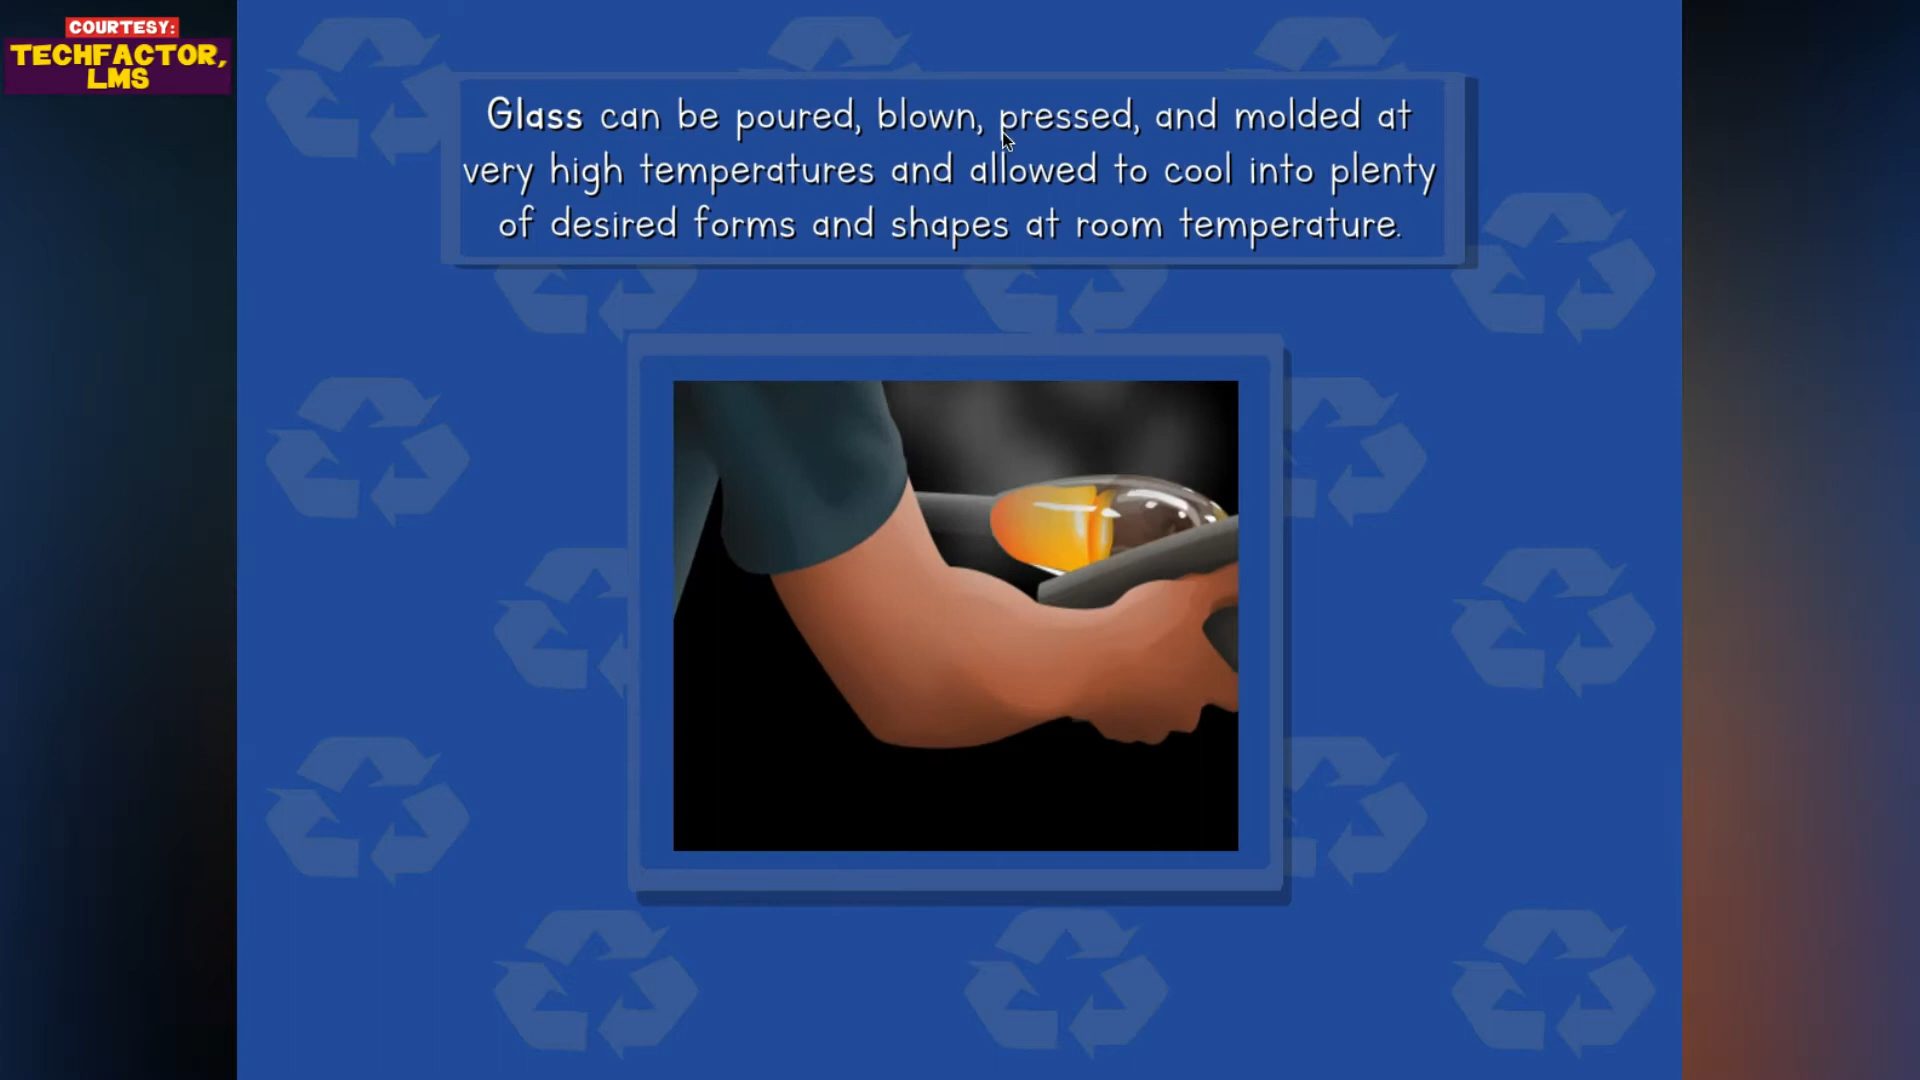 COURTESY:
TECHFACTOR,
LMS
Glass can be poured, blown, pressed, and molded at
very high temperatures and allowed to cool into plenty
of desired forms and shapes at room temperature.